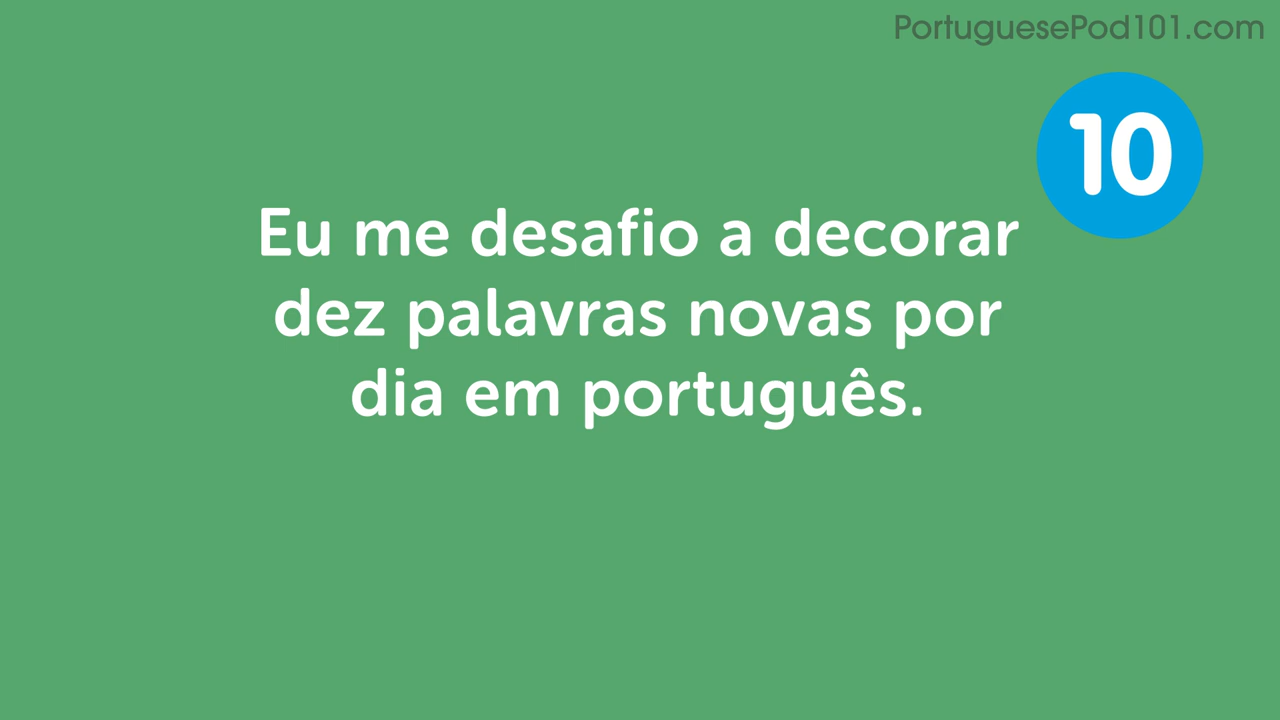 PortuguesePod101.com
10
Eu me desafio a decorar
dez palavras novas por
dia em português.